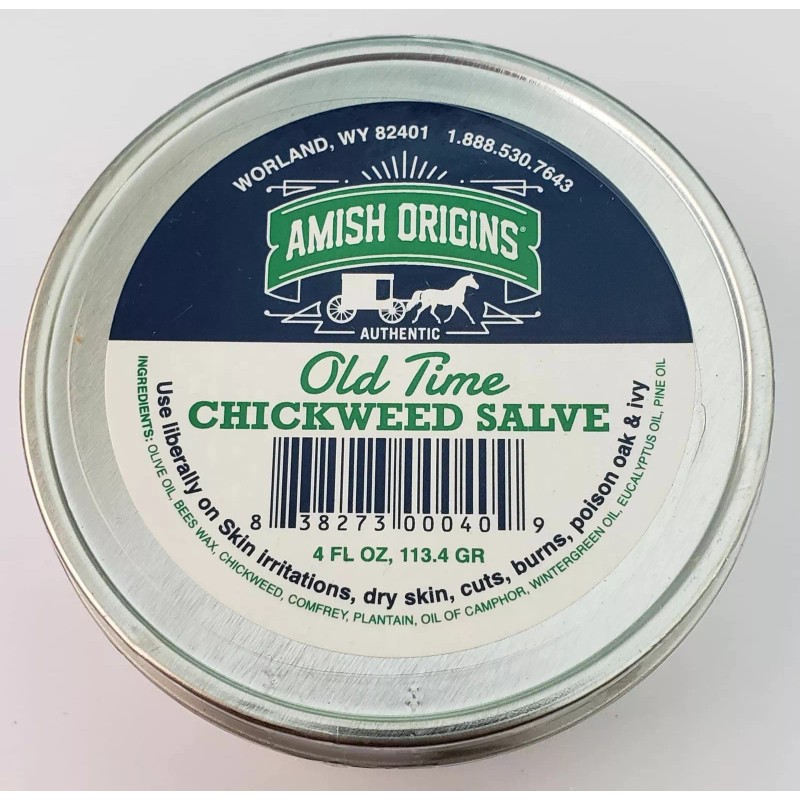 WORLAND, WY 82401 1.888.530.7643
AMISH ORIGINS®
AUTHENTIC
Old Time
CHICKWEED SALVE
8 38273 00040 9
4 FL OZ, 113.4 GR
Use liberally on Skin irritations, dry skin, cuts, burns, poison oak & ivy
INGREDIENTS: OLIVE OIL, BEES WAX, CHICKWEED, COMFREY, PLANTAIN, OIL OF CAMPHOR, WINTERGREEN OIL, EUCALYPTUS OIL, PINE OIL